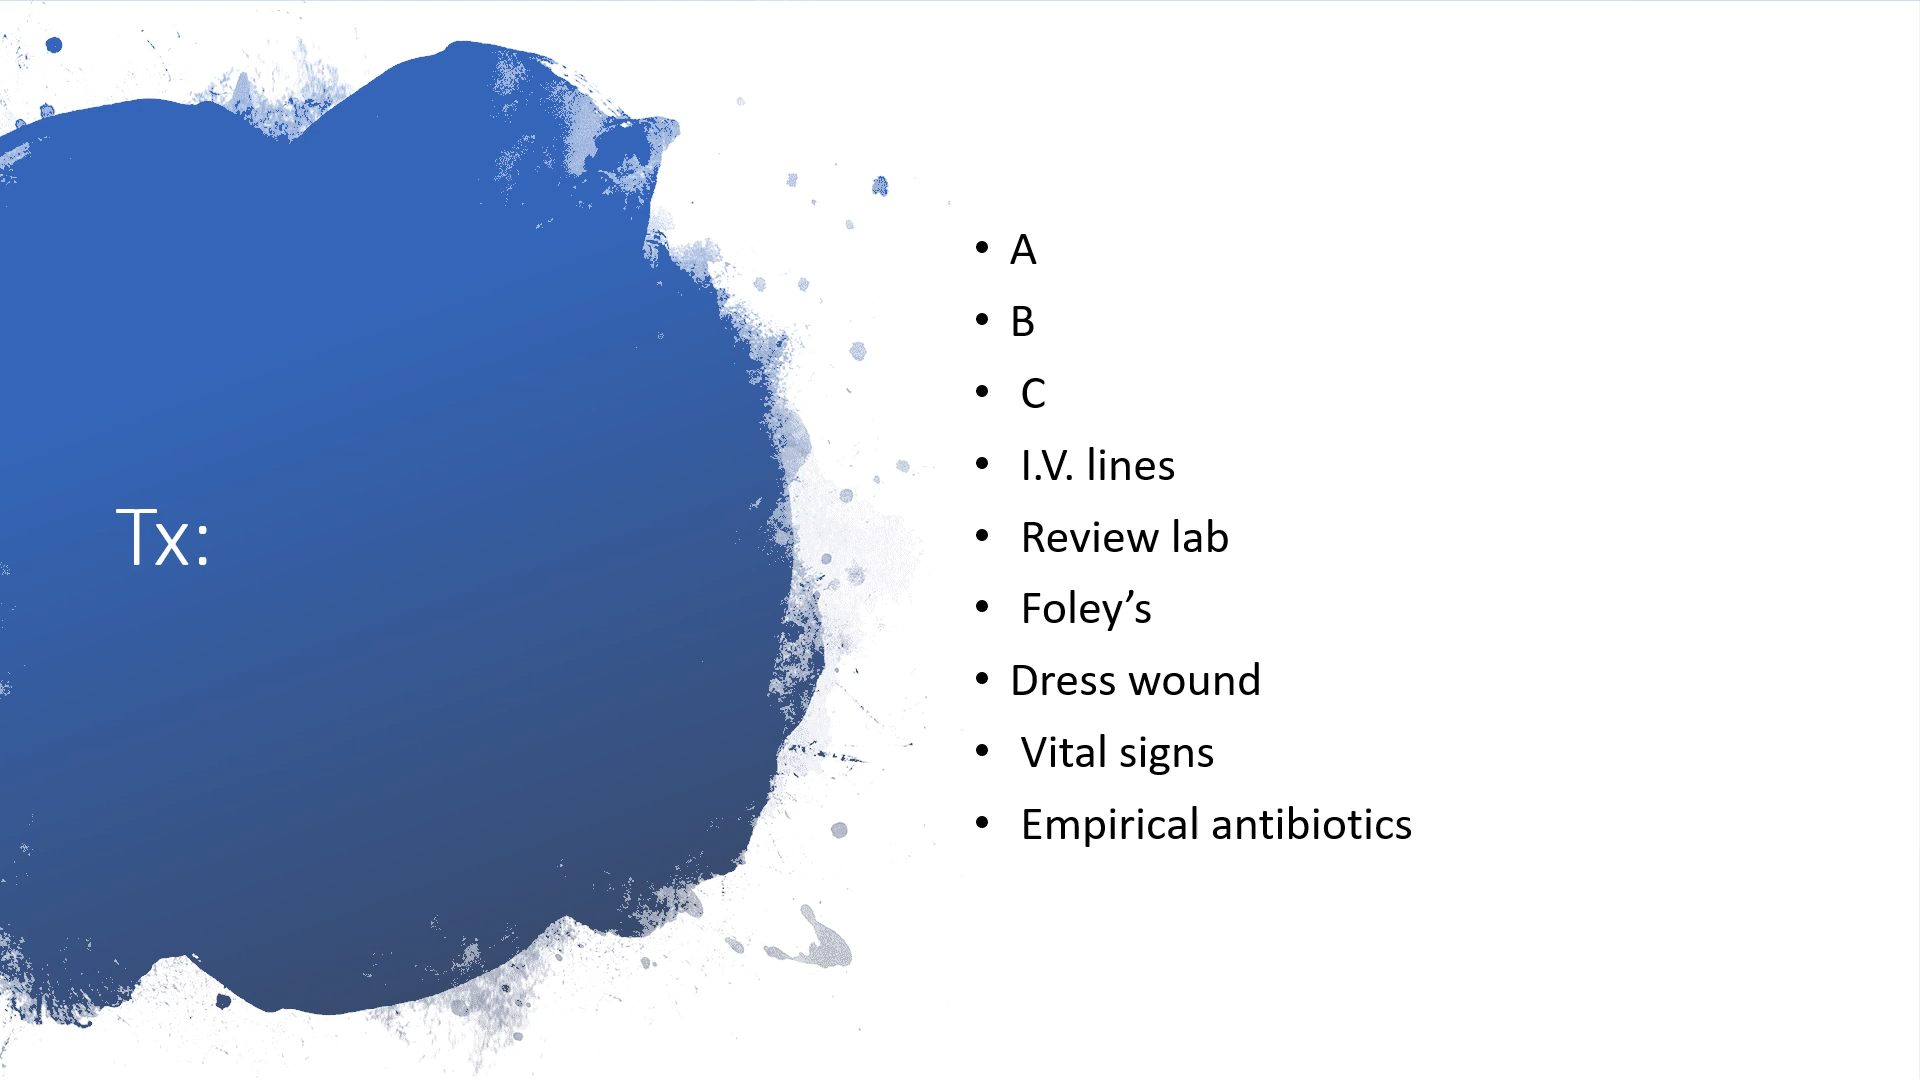 Tx:
• A
• B
• C
• I.V. lines
• Review lab
• Foley’s
• Dress wound
• Vital signs
• Empirical antibiotics